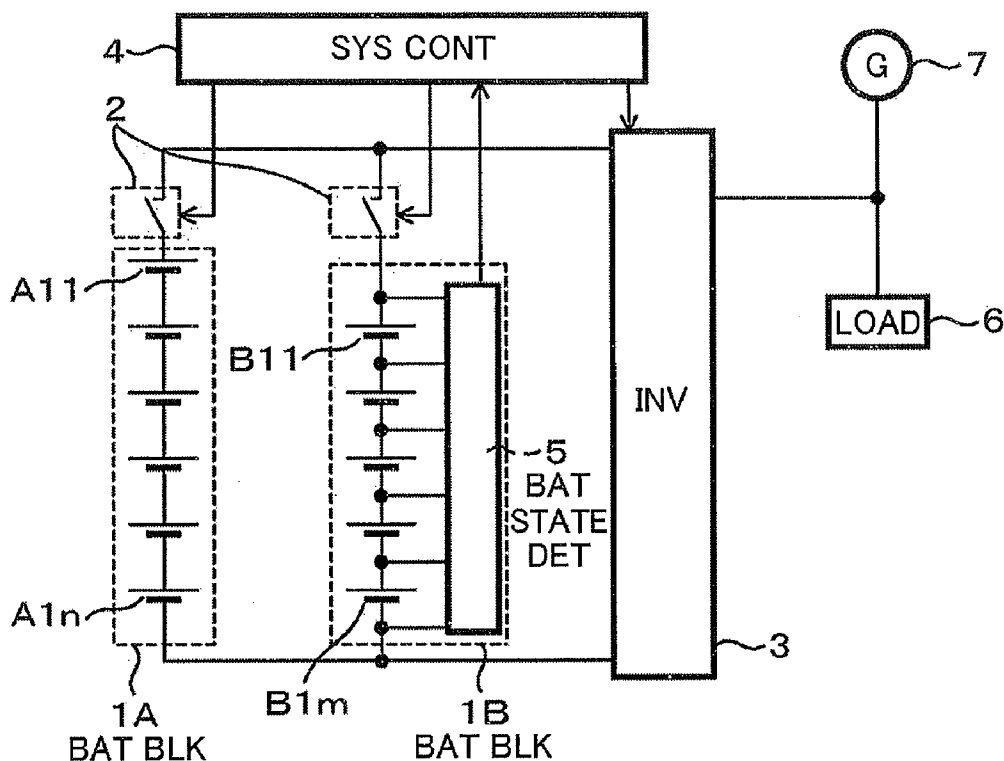 4
SYS CONT
G
7
2
A11
B11
INV
LOAD
6
5
BAT
STATE
DET
A1n
B1m
3
1A
BAT BLK
1B
BAT BLK